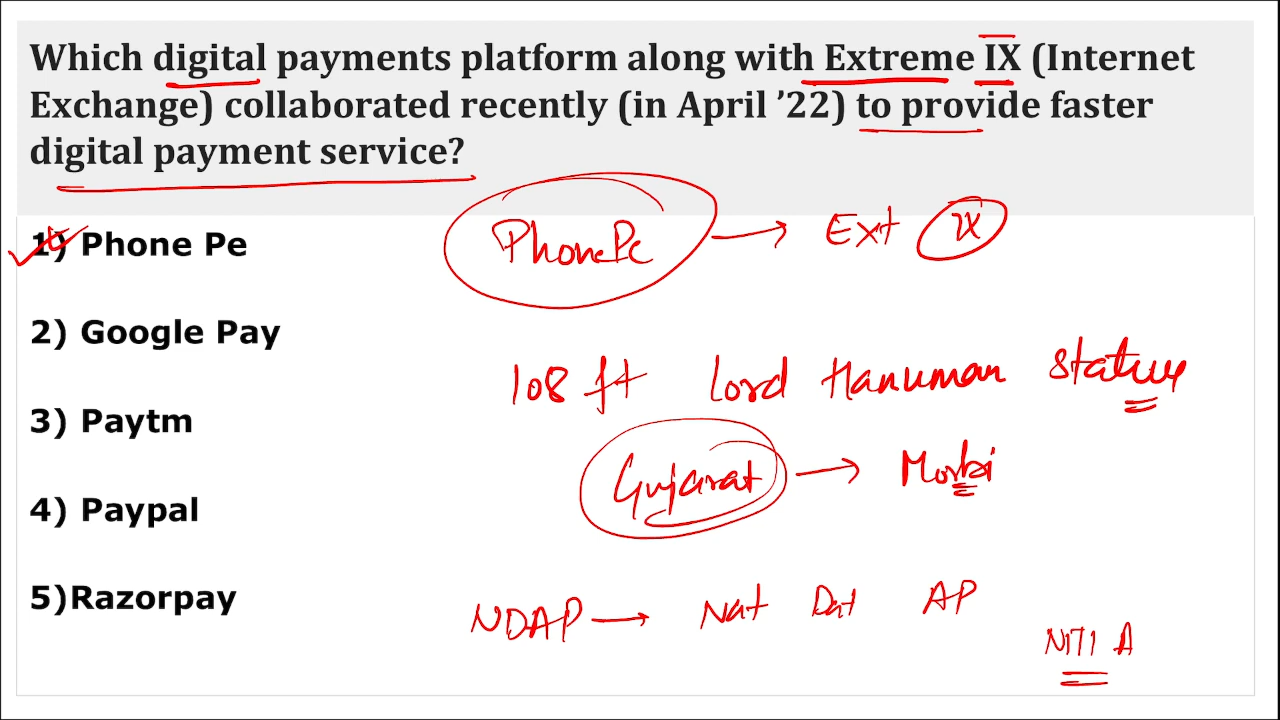 Which digital payments platform along with Extreme IX (Internet
Exchange) collaborated recently (in April ’22) to provide faster
digital payment service?
1) Phone Pe
PhonePe → Ext IX
2) Google Pay
108 ft Lord Hanuman Statue
3) Paytm
Gujarat → Morbi
4) Paypal
5)Razorpay
NDAP → Nat Dat AP
NITI A